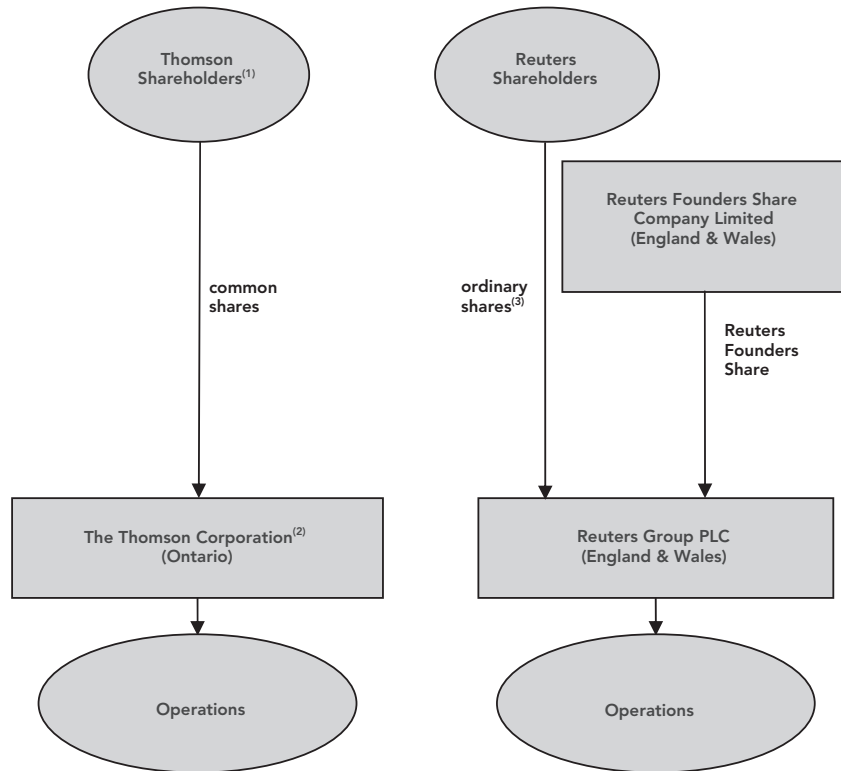 Thomson
Shareholders(1)
Reuters
Shareholders
Reuters Founders Share
Company Limited
(England & Wales)
common
shares
ordinary
shares(3)
Reuters
Founders
Share
The Thomson Corporation(2)
(Ontario)
Reuters Group PLC
(England & Wales)
Operations
Operations